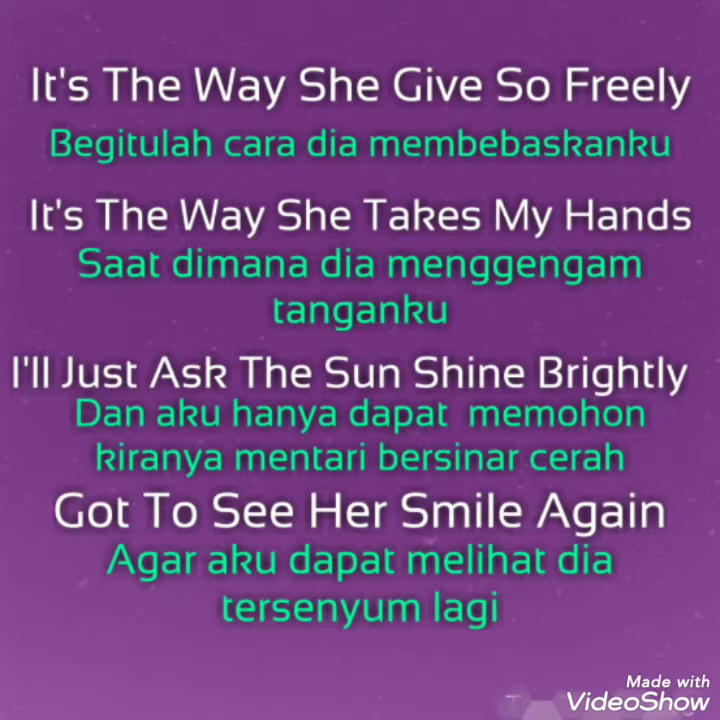 It's The Way She Give So Freely
Begitulah cara dia membebaskanku
It's The Way She Takes My Hands
Saat dimana dia menggengam
tanganku
I'll Just Ask The Sun Shine Brightly
Dan aku hanya dapat memohon
kiranya mentari bersinar cerah
Got To See Her Smile Again
Agar aku dapat melihat dia
tersenyum lagi
Made with
VideoShow